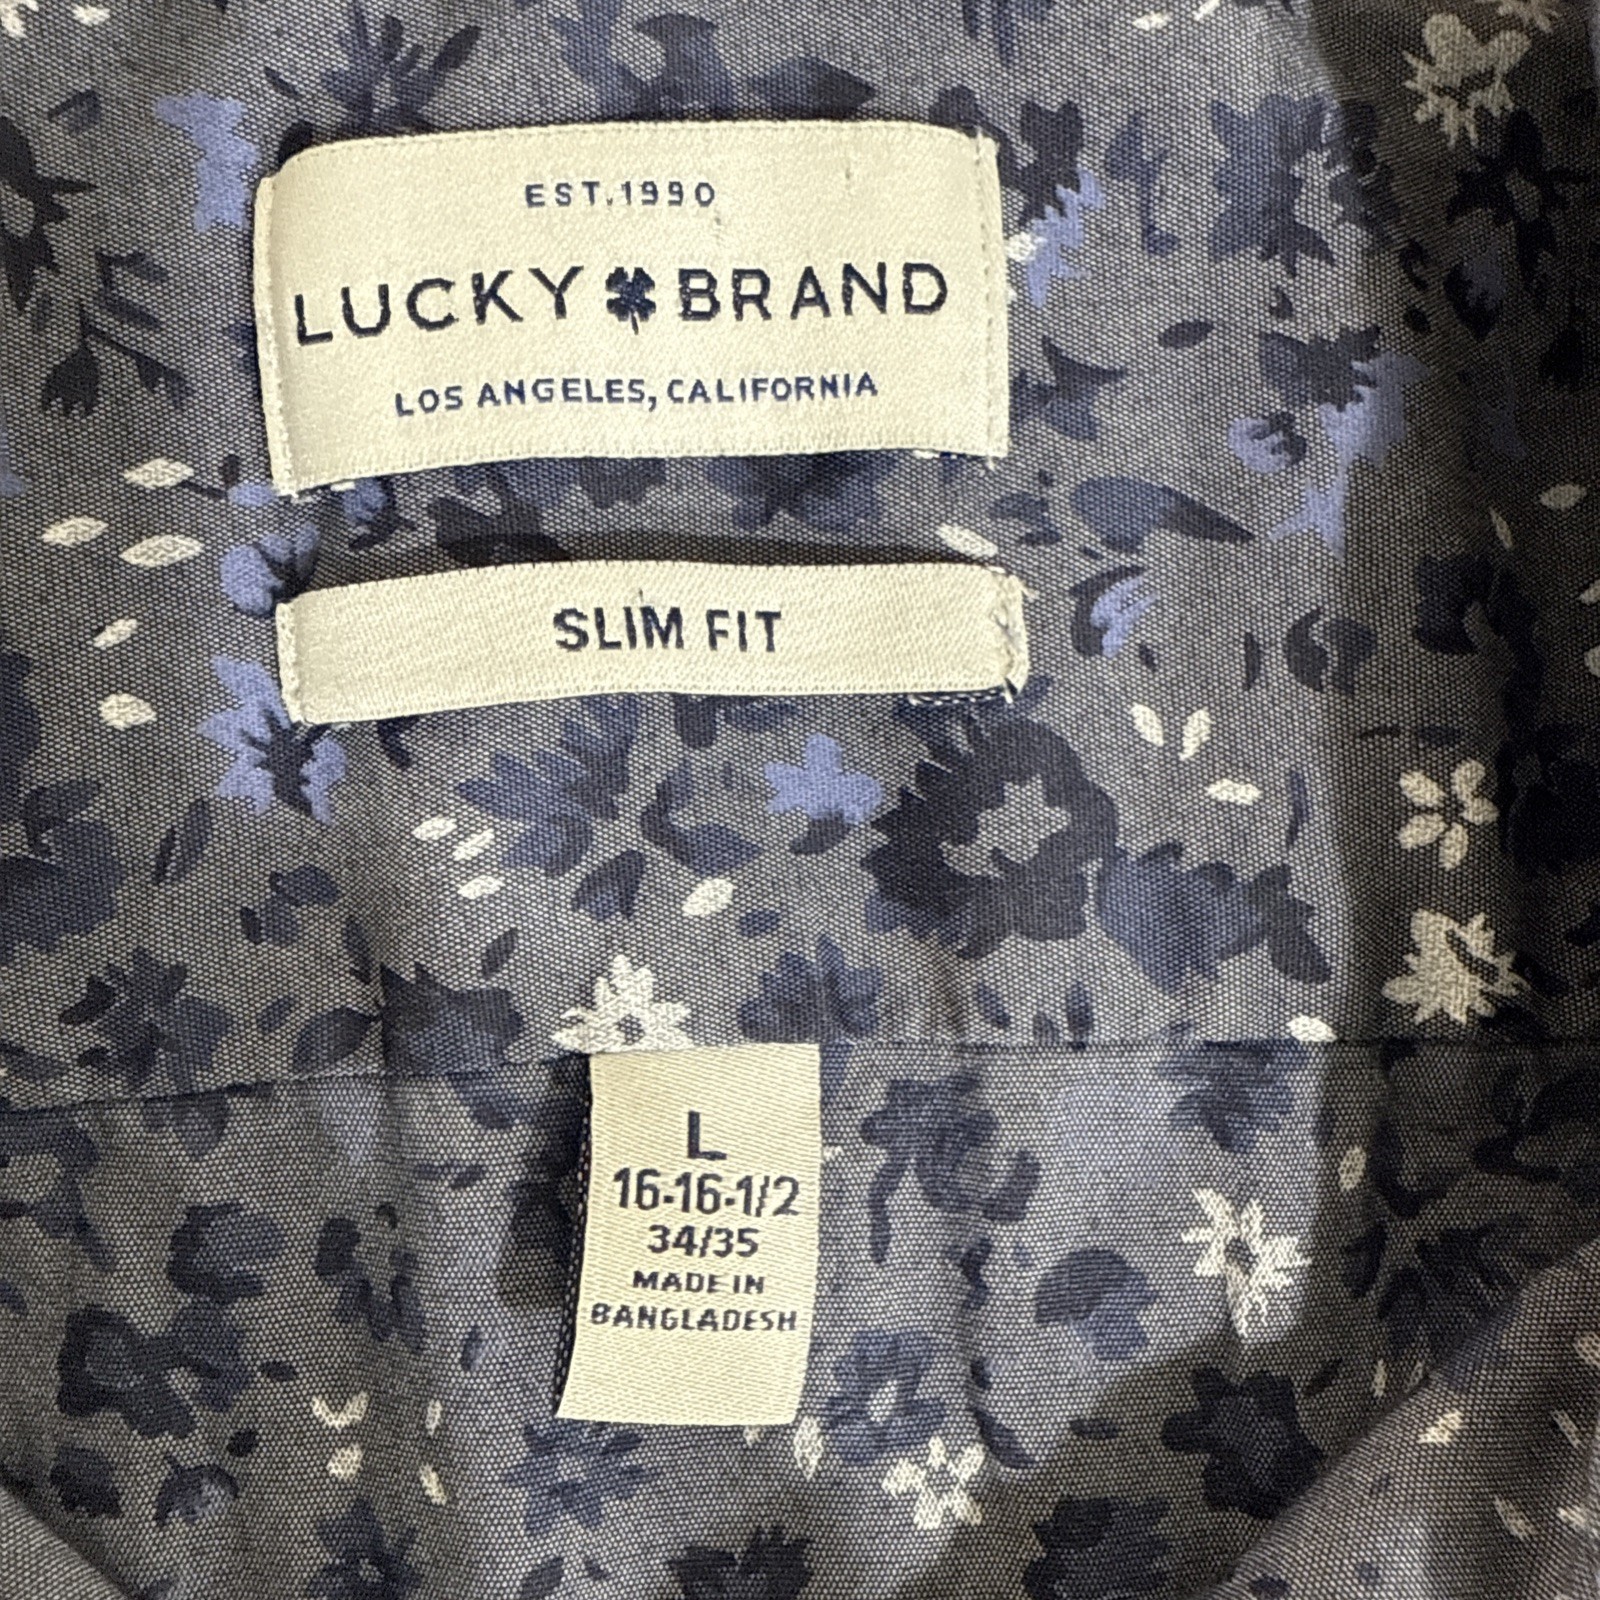 EST.1990
LUCKY BRAND
LOS ANGELES, CALIFORNIA
SLIM FIT
L
16-16-1/2
34/35
MADE IN
BANGLADESH